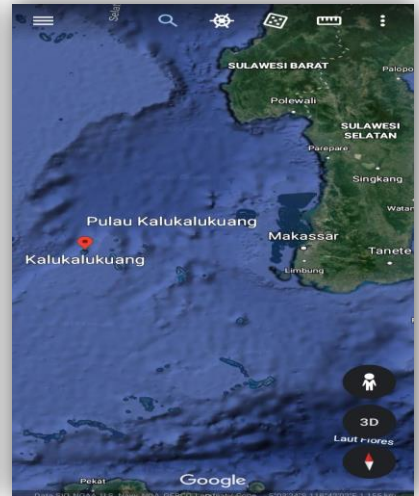 Selat
SULAWESI BARAT
Palopo
Polewali
SULAWESI
SELATAN
Parepare
Singkang
Watan
Pulau Kalukalukuang
Makassar
Kalukalukuang
Tanete
Limbung
3D
Laut Flores
Pekat
Google